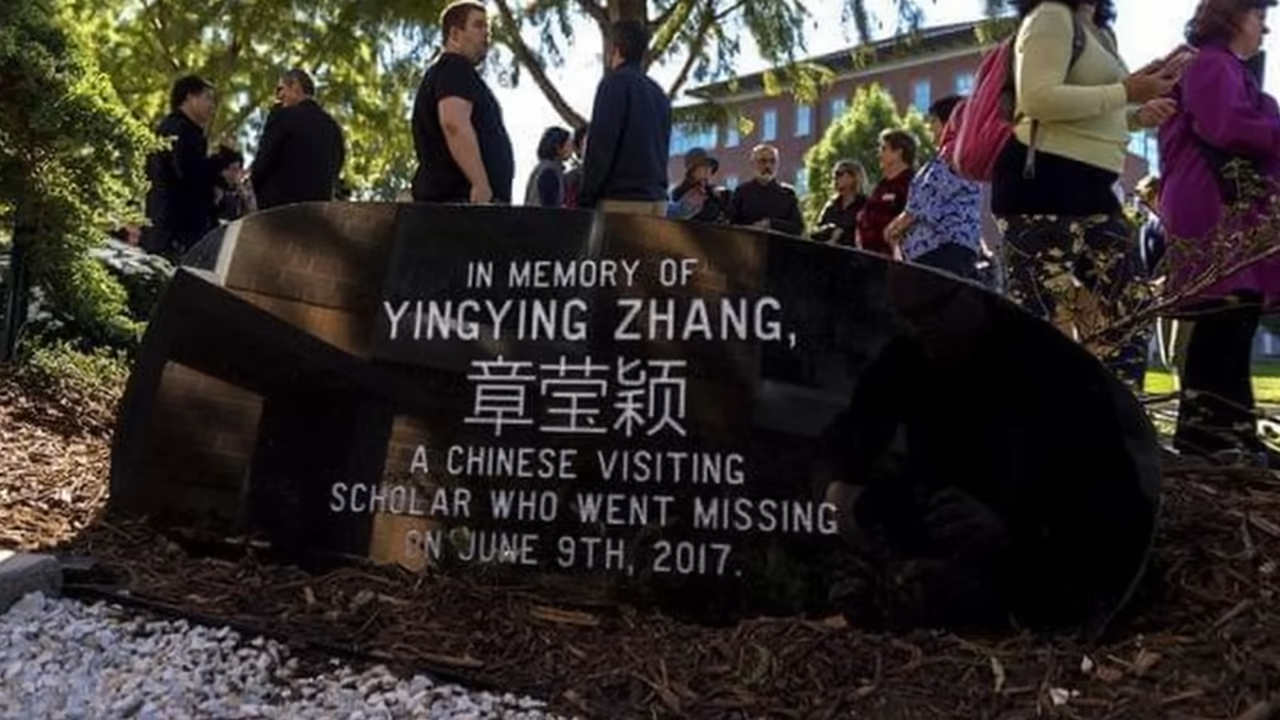 IN MEMORY OF
YINGYING ZHANG,
章莹颖
A CHINESE VISITING
SCHOLAR WHO WENT MISSING
ON JUNE 9TH, 2017.